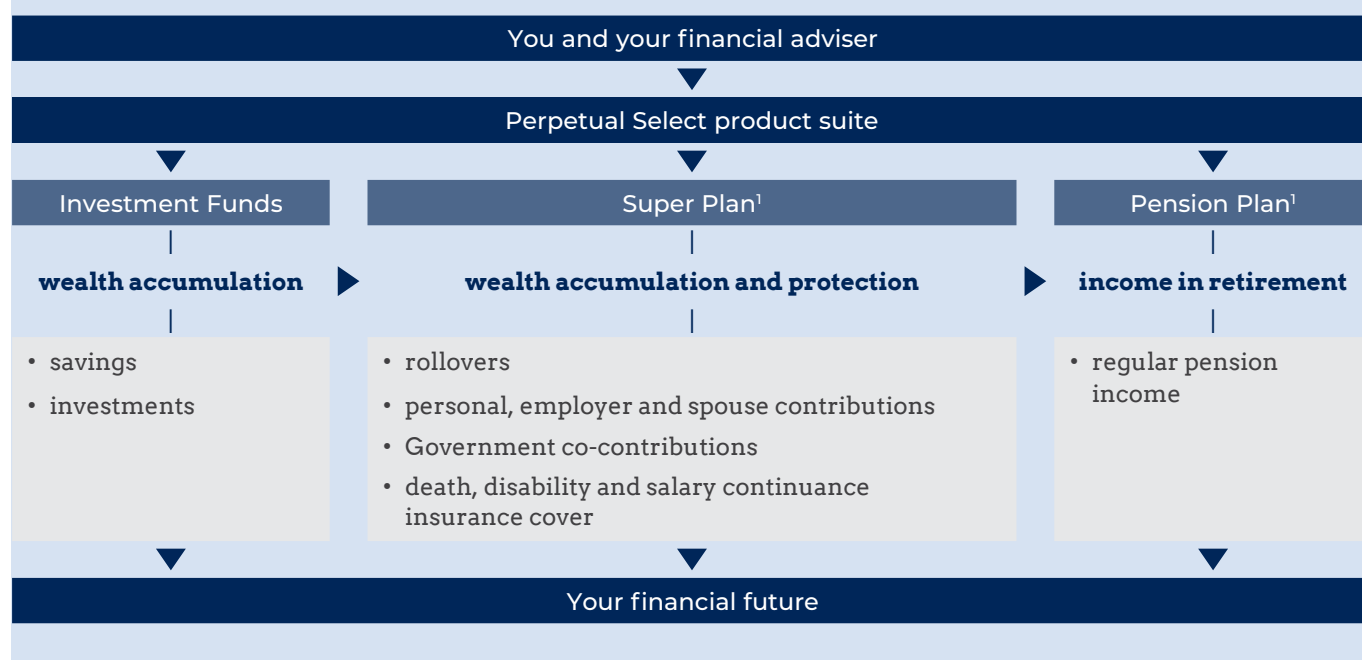 You and your financial adviser
Perpetual Select product suite
Investment Funds
Super Plan¹
Pension Plan¹
wealth accumulation
wealth accumulation and protection
income in retirement
• savings
• investments
• rollovers
• personal, employer and spouse contributions
• Government co-contributions
• death, disability and salary continuance
insurance cover
• regular pension
income
Your financial future